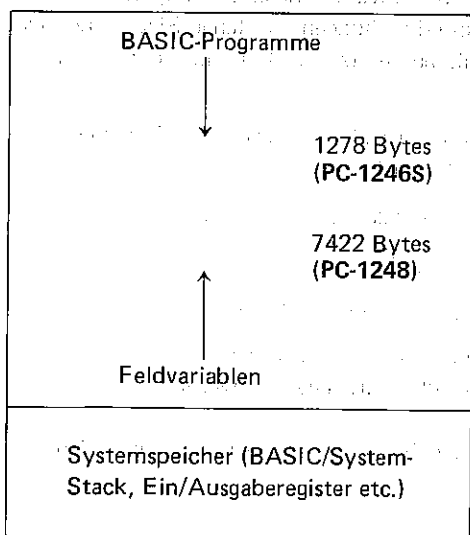 BASIC-Programme
1278 Bytes
(PC-1246S)
7422 Bytes
(PC-1248)
Feldvariablen
Systemspeicher (BASIC/System-
Stack, Ein/Ausgaberegister etc.)